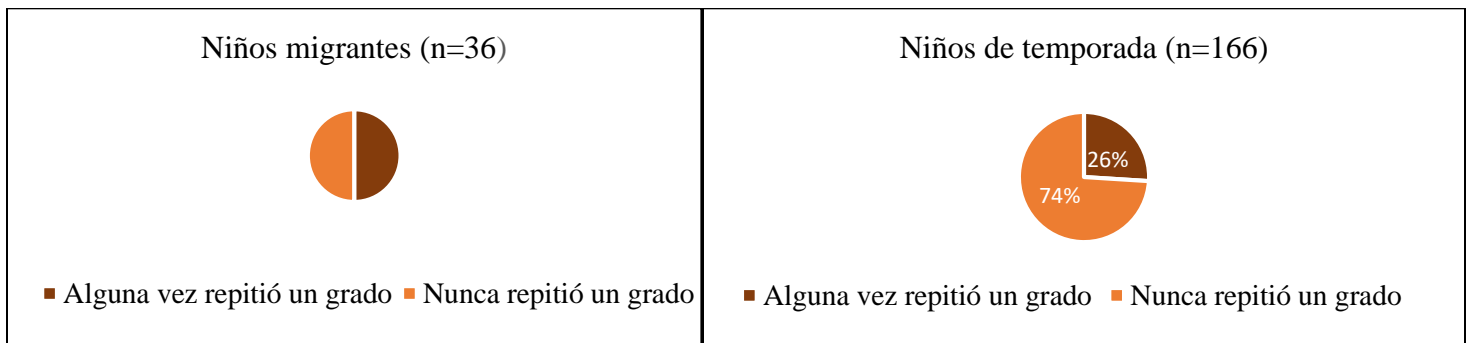 Niños migrantes (n=36)
■ Alguna vez repitió un grado ■ Nunca repitió un grado
Niños de temporada (n=166)
26%
74%
■ Alguna vez repitió un grado ■ Nunca repitió un grado